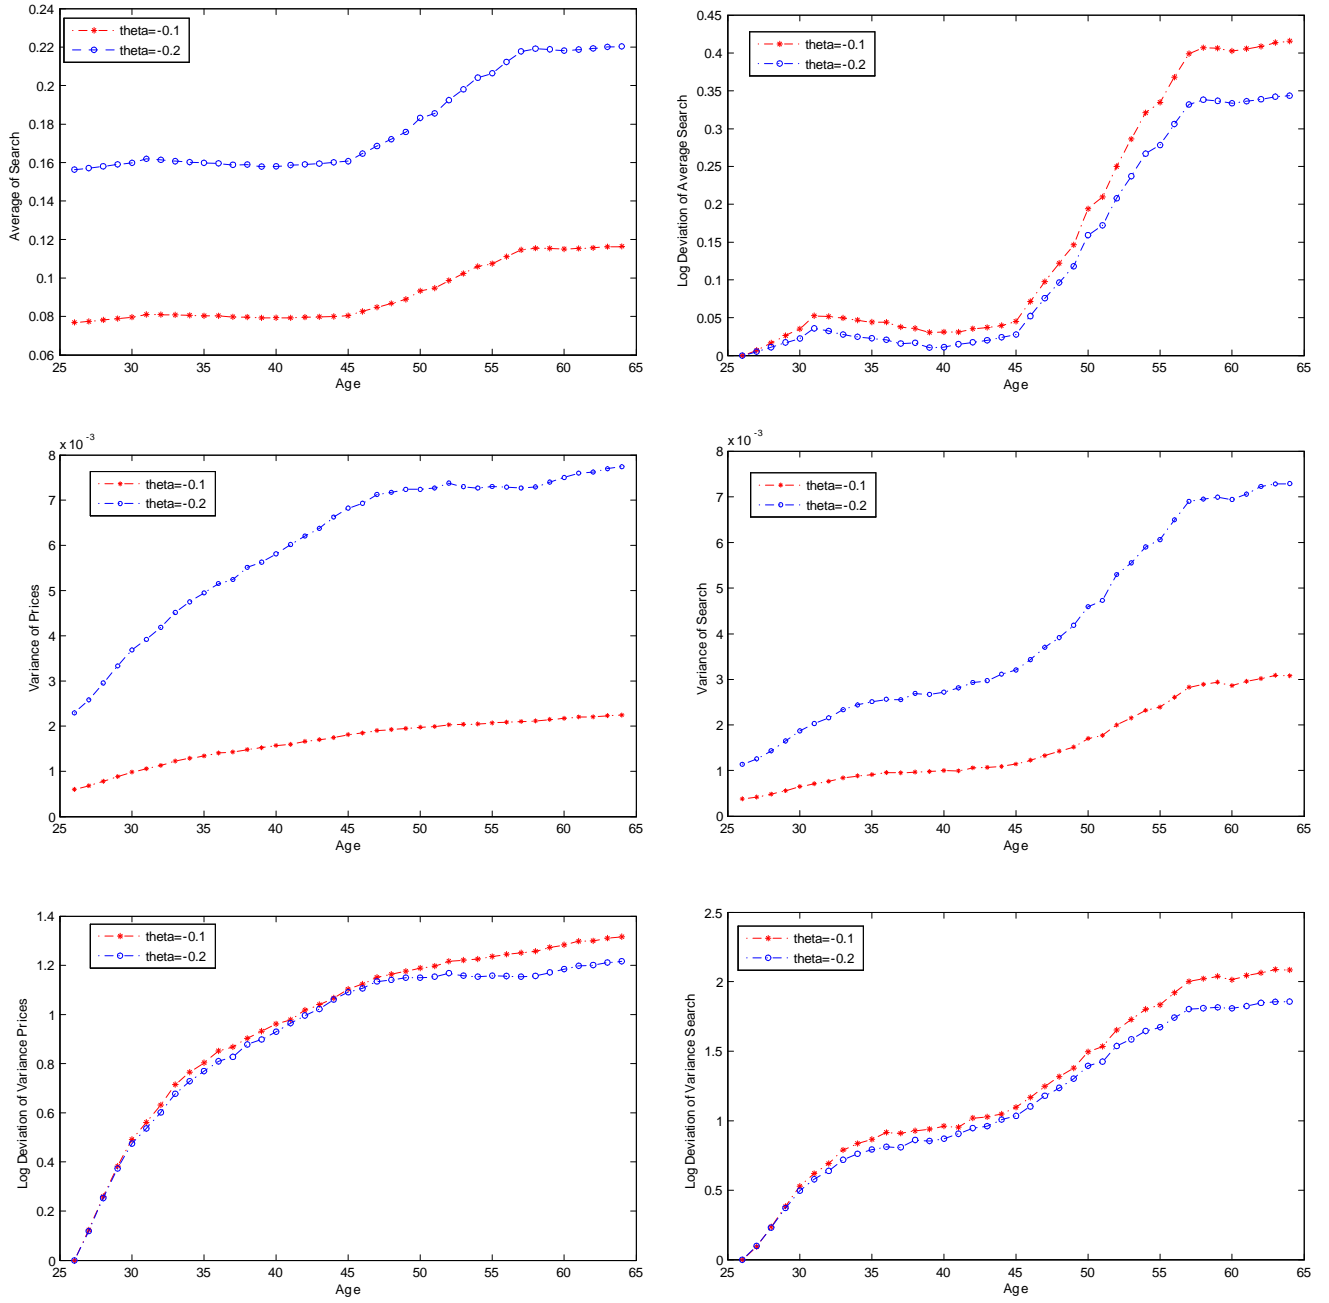 0.24
0.22
0.2
0.18
0.16
0.14
0.12
0.1
0.08
0.06
25 30 35 40 45 50 55 60 65
Age
Average of Search
theta=-0.1
theta=-0.2
0.45
0.4
0.35
0.3
0.25
0.2
0.15
0.1
0.05
0
25 30 35 40 45 50 55 60 65
Age
Log Deviation of Average Search
theta=-0.1
theta=-0.2
x 10 -3
8
7
6
5
4
3
2
1
0
25 30 35 40 45 50 55 60 65
Age
Variance of Prices
theta=-0.1
theta=-0.2
x 10 -3
8
7
6
5
4
3
2
1
0
25 30 35 40 45 50 55 60 65
Age
Variance of Search
theta=-0.1
theta=-0.2
1.4
1.2
1
0.8
0.6
0.4
0.2
0
25 30 35 40 45 50 55 60 65
Age
Log Deviation of Variance Prices
theta=-0.1
theta=-0.2
2.5
2
1.5
1
0.5
0
25 30 35 40 45 50 55 60 65
Age
Log Deviation of Variance Search
theta=-0.1
theta=-0.2